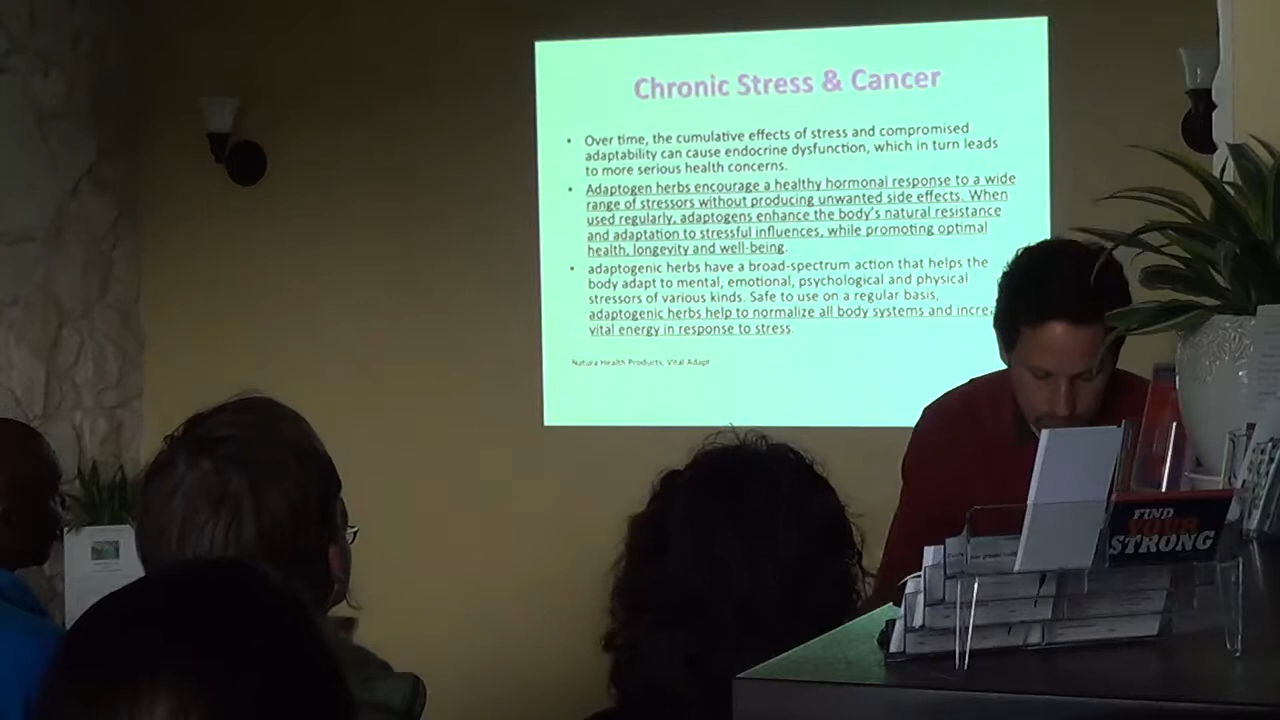 Chronic Stress & Cancer
• Over time, the cumulative effects of stress and compromised
adaptability can cause endocrine dysfunction, which in turn leads
to more serious health concerns.
• Adaptogen herbs encourage a healthy hormonal response to a wide
range of stressors without producing unwanted side effects. When
used regularly, adaptogens enhance the body's natural resistance
and adaptation to stressful influences, while promoting optimal
health, longevity and well-being.
• adaptogenic herbs have a broad-spectrum action that helps the
body adapt to mental, emotional, psychological and physical
stressors of various kinds. Safe to use on a regular basis,
adaptogenic herbs help to normalize all body systems and
vital energy in response to stress.
Natura Health Products, Vital Adapt
FIND
YOUR
STRONG